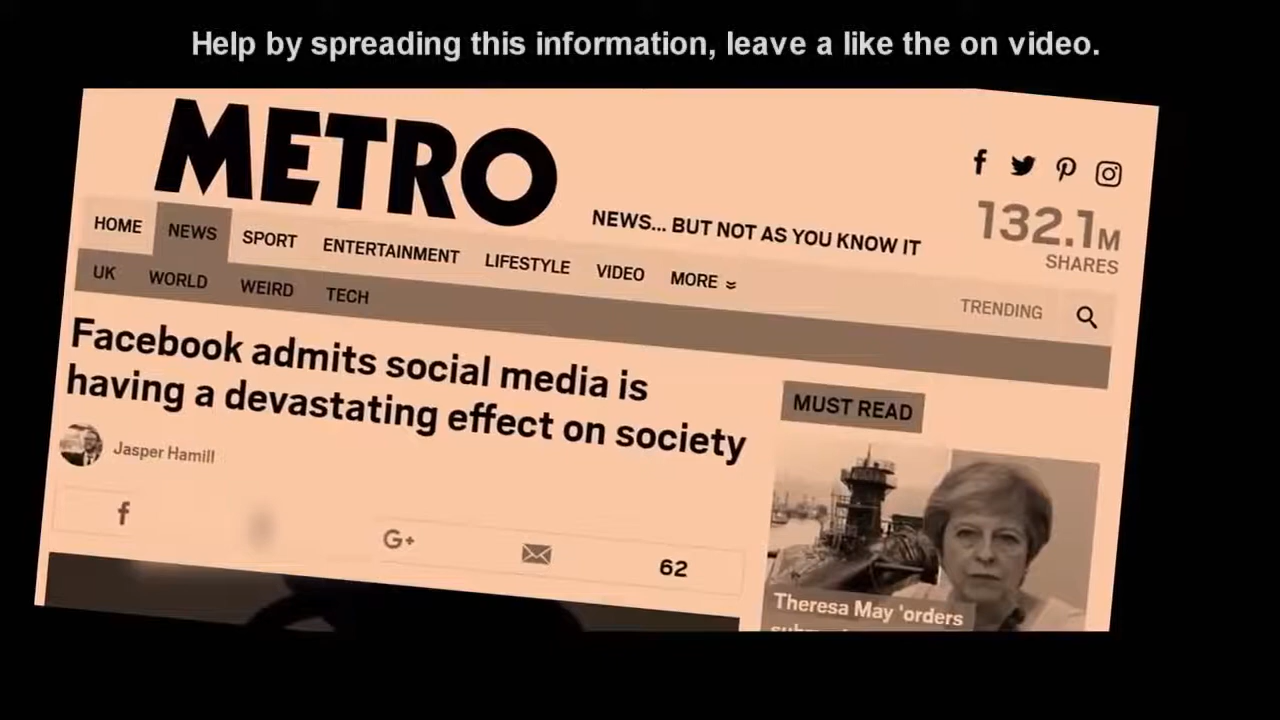 Help by spreading this information, leave a like the on video.
METRO
NEWS... BUT NOT AS YOU KNOW IT
132.1M
SHARES
HOME NEWS SPORT ENTERTAINMENT LIFESTYLE VIDEO MORE
TRENDING
UK WORLD WEIRD TECH
Facebook admits social media is
having a devastating effect on society
Jasper Hamill
G+
62
MUST READ
Theresa May 'orders